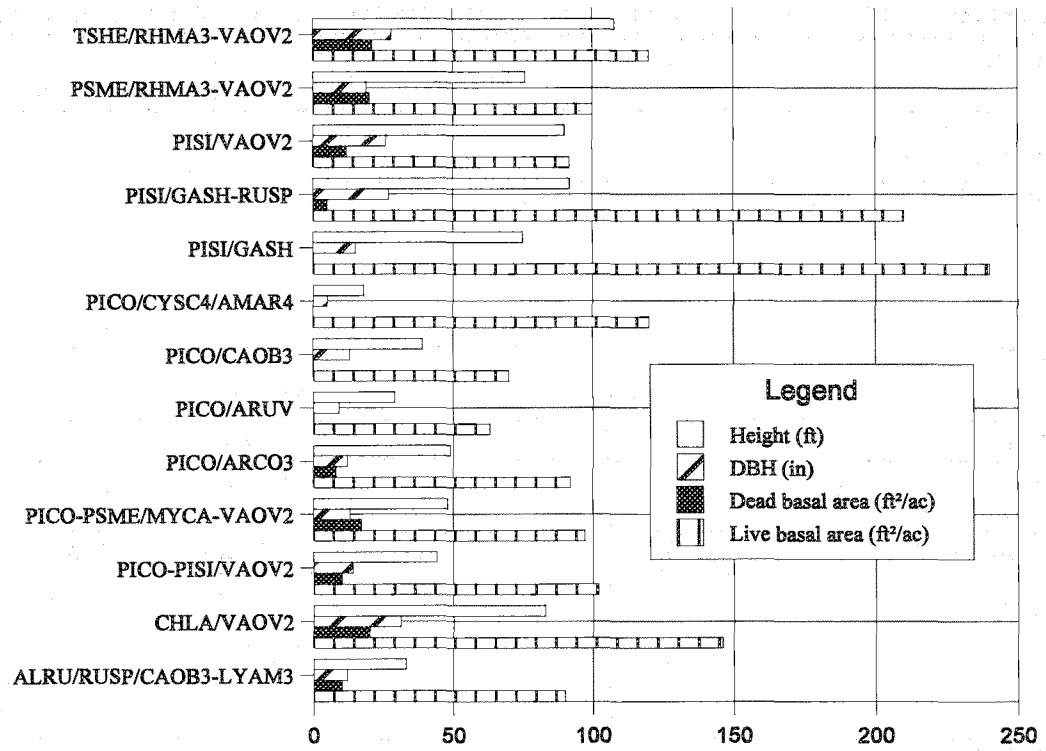 TSHE/RHMA3-VAOV2
PSME/RHMA3-VAOV2
PISI/VAOV2
PISI/GASH-RUSP
PISI/GASH
PICO/CYSC4/AMAR4
PICO/CAOB3
PICO/ARUV
PICO/ARCO3
PICO-PSME/MYCA-VAOV2
PICO-PISI/VAOV2
CHLA/VAOV2
ALRU/RUSP/CAOB3-LYAM3
Legend
Height (ft)
DBH (in)
Dead basal area (ft²/ac)
Live basal area (ft²/ac)
0 50 100 150 200 250